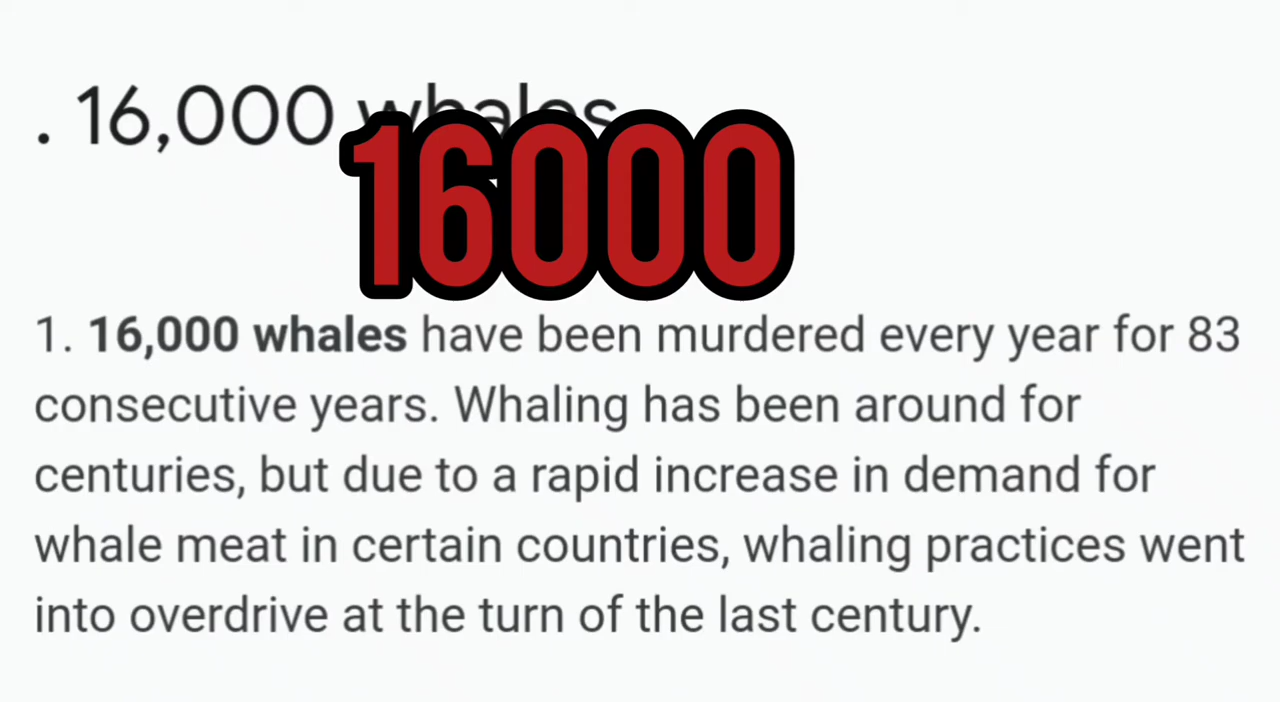 . 16,000 whales
16000
1. 16,000 whales have been murdered every year for 83
consecutive years. Whaling has been around for
centuries, but due to a rapid increase in demand for
whale meat in certain countries, whaling practices went
into overdrive at the turn of the last century.